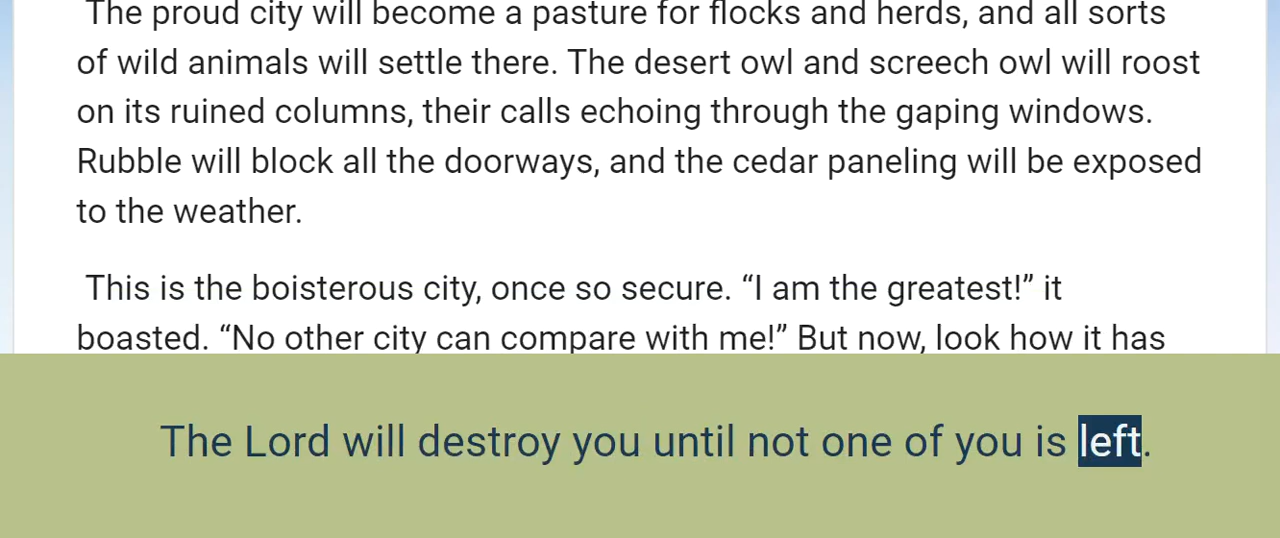 The proud city will become a pasture for flocks and herds, and all sorts
of wild animals will settle there. The desert owl and screech owl will roost
on its ruined columns, their calls echoing through the gaping windows.
Rubble will block all the doorways, and the cedar paneling will be exposed
to the weather.
This is the boisterous city, once so secure. “I am the greatest!” it
boasted. “No other city can compare with me!” But now, look how it has
The Lord will destroy you until not one of you is left.